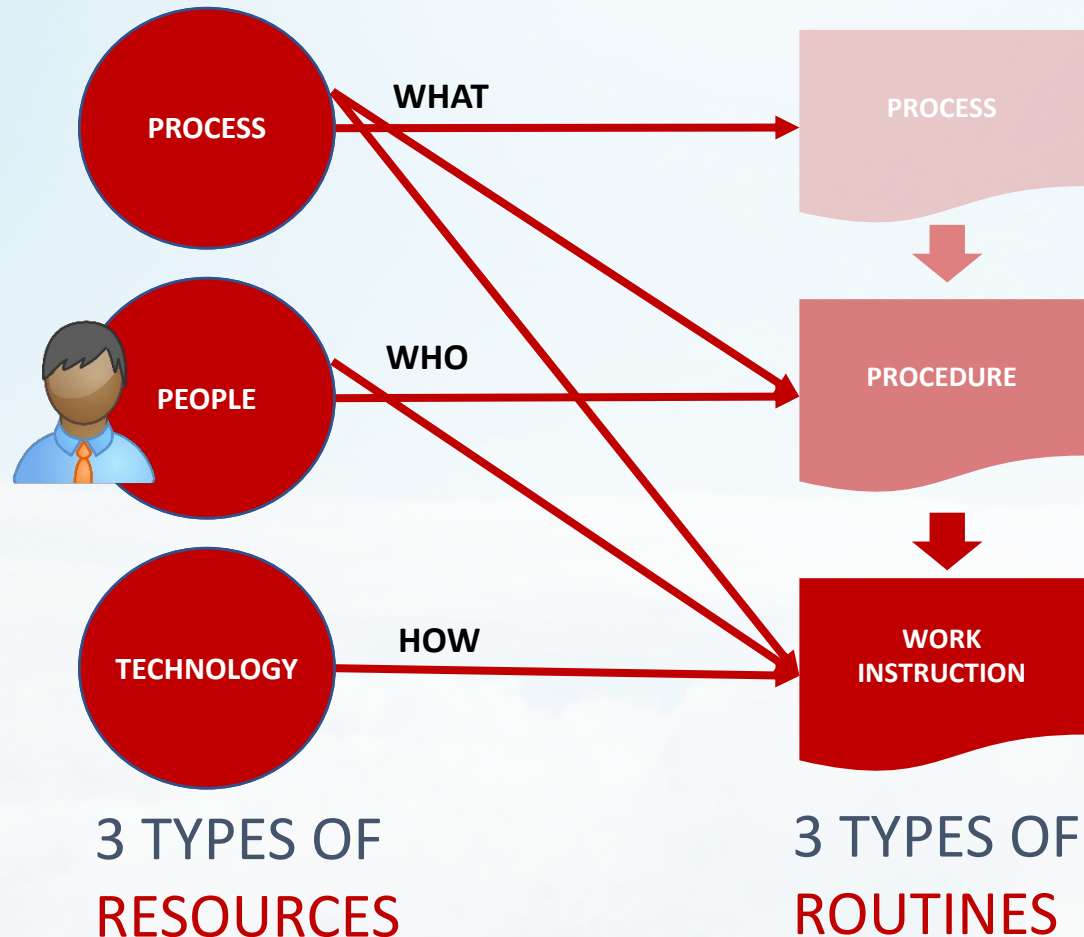 WHAT
PROCESS
PROCESS
WHO
PEOPLE
PROCEDURE
HOW
TECHNOLOGY
WORK
INSTRUCTION
3 TYPES OF
RESOURCES
3 TYPES OF
ROUTINES